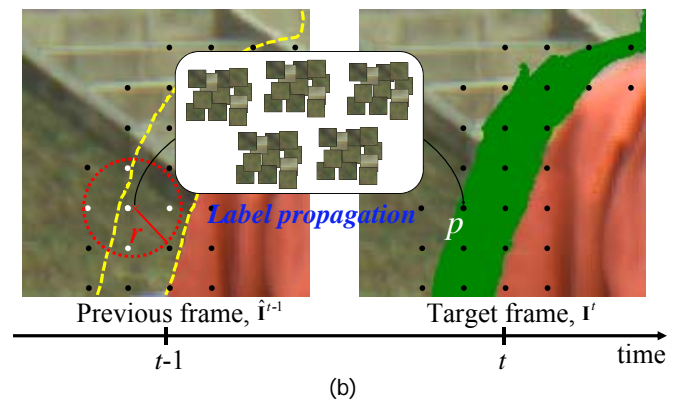 Label propagation
r
p
Previous frame, Î^{t-1}
Target frame, I^t
t-1
t
time
(b)